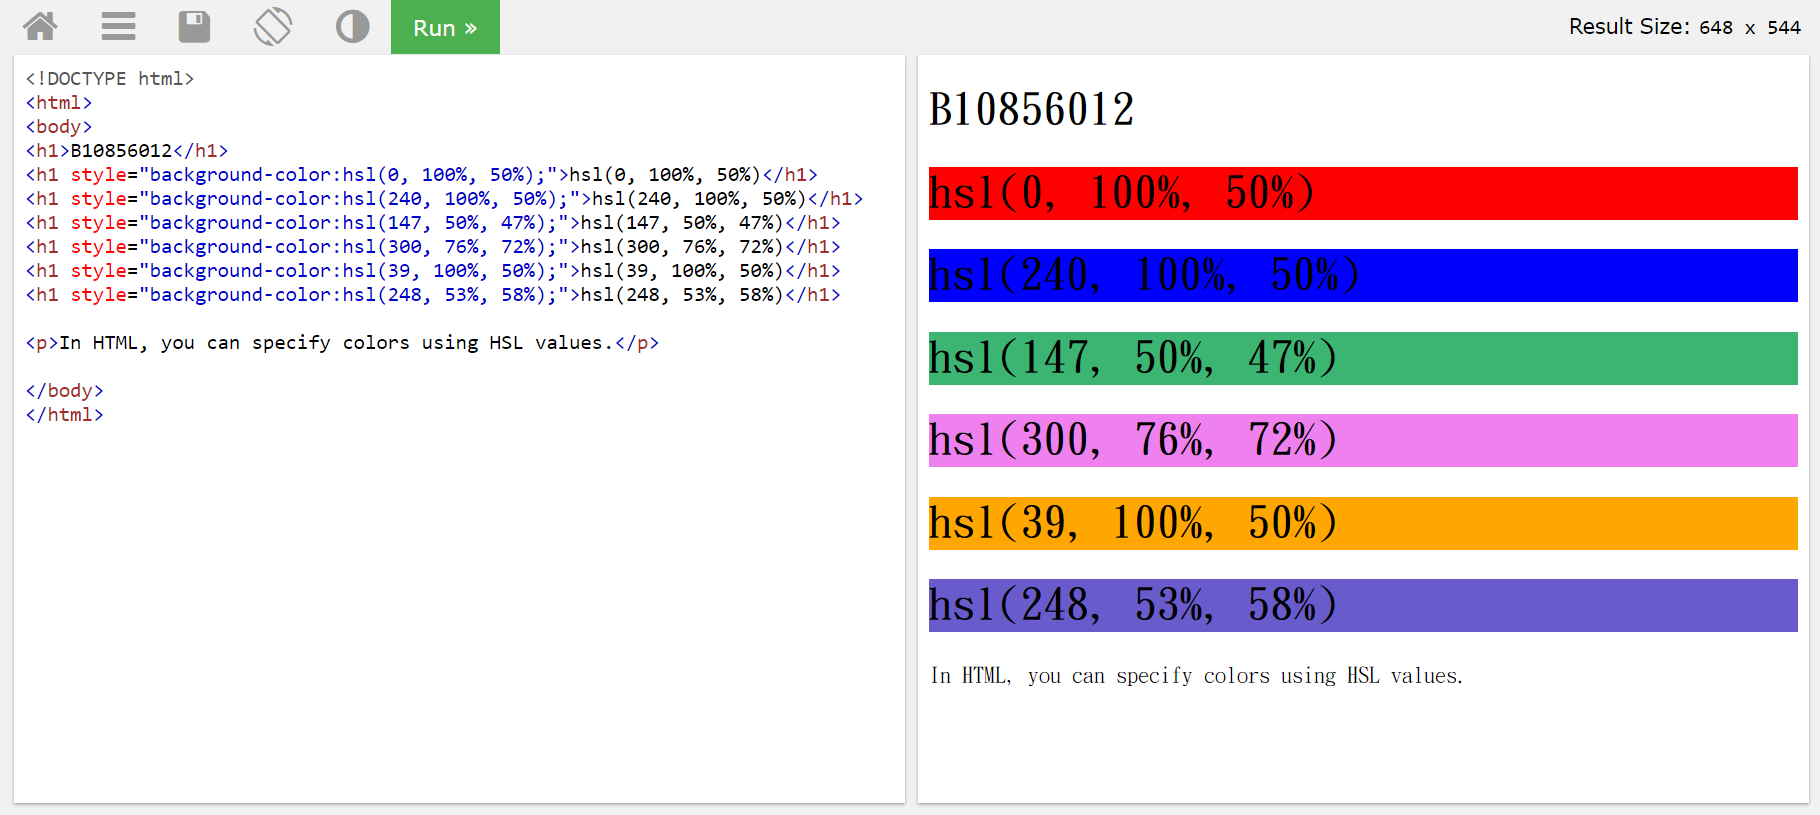 Run »
Result Size: 648 x 544
<!DOCTYPE html>
<html>
<body>
<h1>B10856012</h1>
<h1 style="background-color:hsl(0, 100%, 50%);">hsl(0, 100%, 50%)</h1>
<h1 style="background-color:hsl(240, 100%, 50%);">hsl(240, 100%, 50%)</h1>
<h1 style="background-color:hsl(147, 50%, 47%);">hsl(147, 50%, 47%)</h1>
<h1 style="background-color:hsl(300, 76%, 72%);">hsl(300, 76%, 72%)</h1>
<h1 style="background-color:hsl(39, 100%, 50%);">hsl(39, 100%, 50%)</h1>
<h1 style="background-color:hsl(248, 53%, 58%);">hsl(248, 53%, 58%)</h1>
<p>In HTML, you can specify colors using HSL values.</p>
</body>
</html>
B10856012
hsl(0, 100%, 50%)
hsl(240, 100%, 50%)
hsl(147, 50%, 47%)
hsl(300, 76%, 72%)
hsl(39, 100%, 50%)
hsl(248, 53%, 58%)
In HTML, you can specify colors using HSL values.